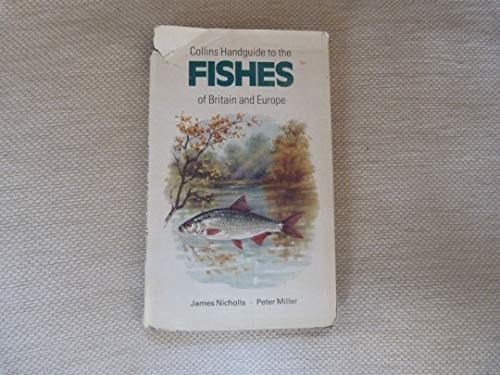 Collins Handguide to the
FISHES
of Britain and Europe
James Nicholls · Peter Miller